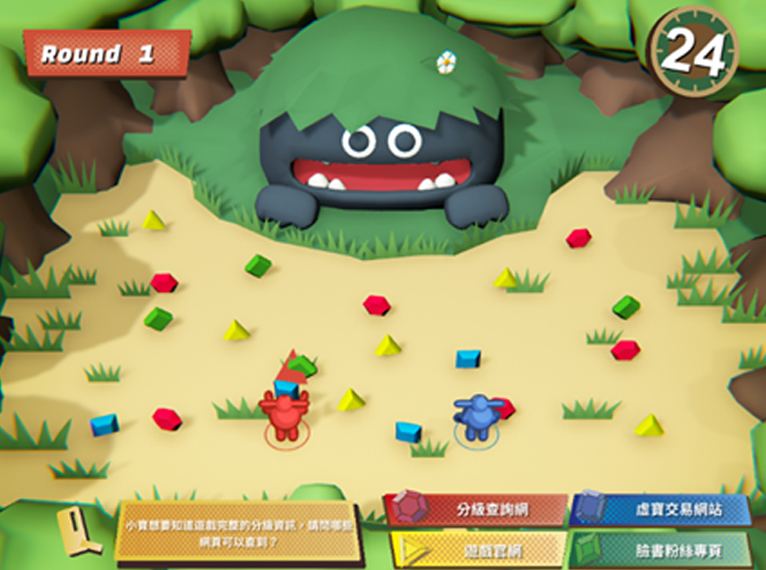 Round 1
24
小寶想要知道遊戲完整的分級資訊，請問哪些
網頁可以查到？
分級查詢網
虛寶交易網站
遊戲官網
臉書粉絲專頁